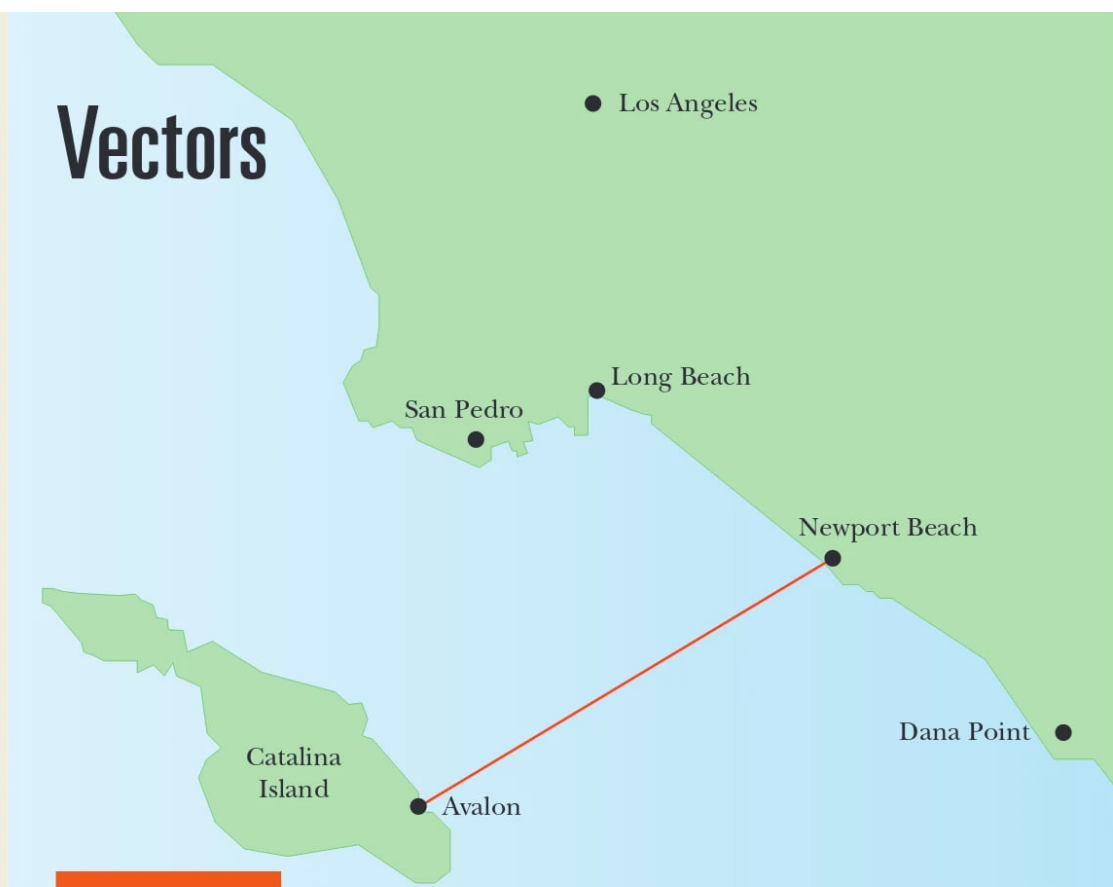 Vectors
Los Angeles
Long Beach
San Pedro
Newport Beach
Dana Point
Catalina
Island
Avalon